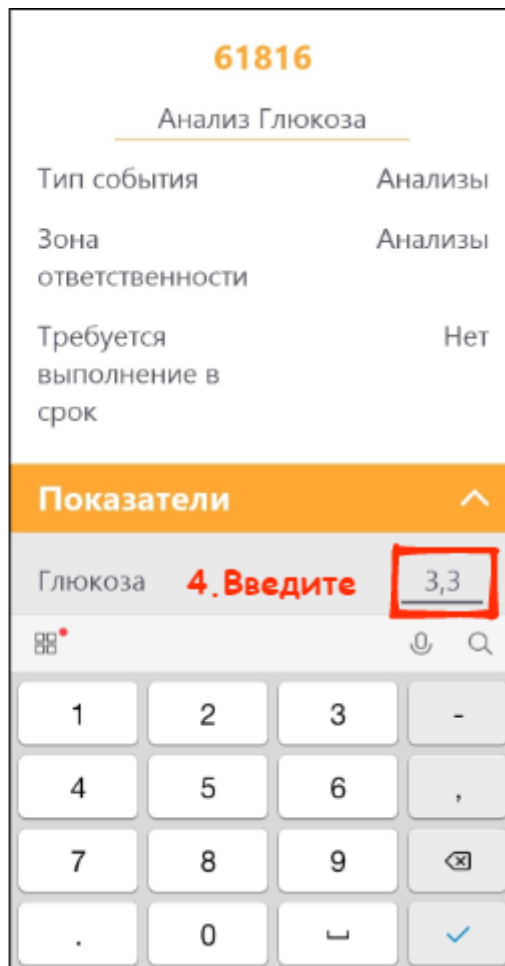 61816
Анализ Глюкоза
Тип события Анализы
Зона Анализы
ответственности
Требуется Нет
выполнение в
срок
Показатели
Глюкоза 4.Введите 3,3
1 2 3 -
4 5 6 ,
7 8 9
. 0